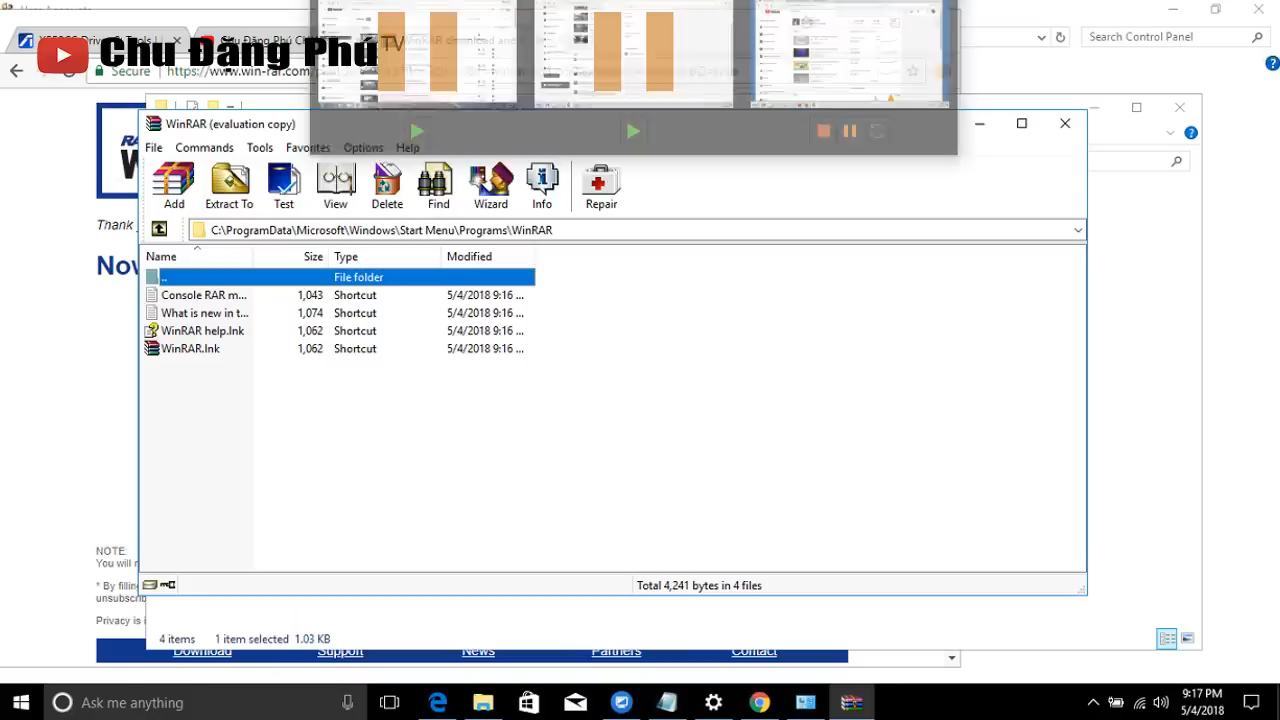 Search Control Panel
Chú Đặng Phú TV
Secure
https://www.win-rar.com/
WinRAR (evaluation copy)
File Commands Tools Favorites Options Help
Add Extract To Test View Delete Find Wizard Info Repair
C:\ProgramData\Microsoft\Windows\Start Menu\Programs\WinRAR
Name Size Type Modified
.. File folder
Console RAR m... 1,043 Shortcut 5/4/2018 9:16 ...
What is new in t... 1,074 Shortcut 5/4/2018 9:16 ...
WinRAR help.lnk 1,062 Shortcut 5/4/2018 9:16 ...
WinRAR.lnk 1,062 Shortcut 5/4/2018 9:16 ...
Thank
Nov
NOTE:
You will
* By filling
unsubscrib
Privacy is i
Total 4,241 bytes in 4 files
4 items 1 item selected 1.03 KB
Download Support News Partners Contact
Ask me anything
9:17 PM
5/4/2018